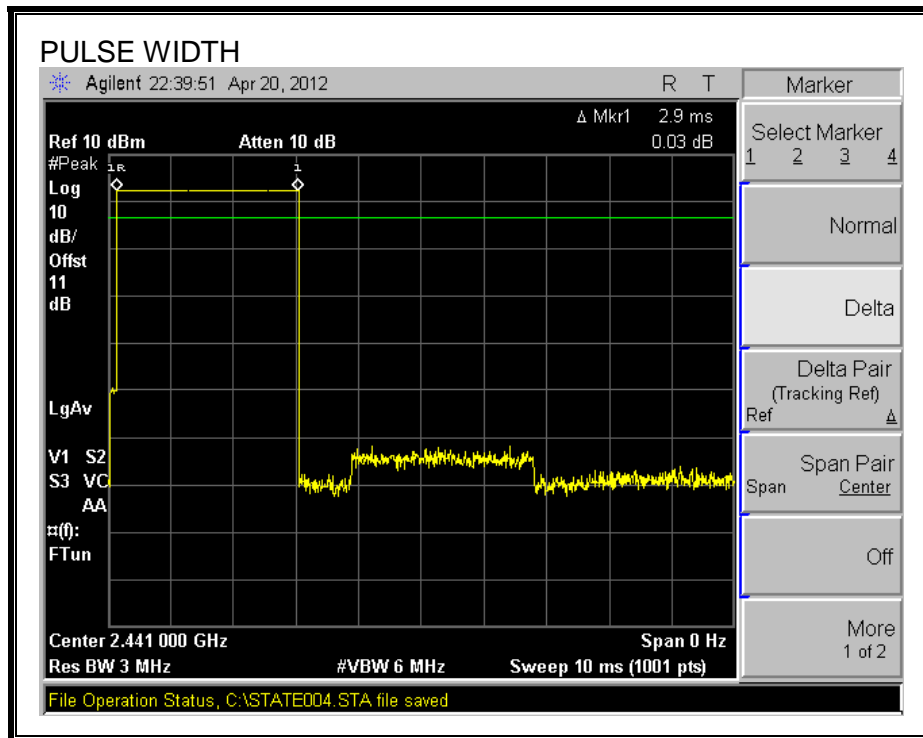 PULSE WIDTH
Agilent 22:39:51 Apr 20, 2012 R T
Δ Mkr1 2.9 ms
Ref 10 dBm Atten 10 dB 0.03 dB
#Peak
Log
10
dB/
Offst
11
dB
LgAv
V1 S2
S3 VC
AA
¤(f):
FTun
1R
1
Center 2.441 000 GHz Span 0 Hz
Res BW 3 MHz #VBW 6 MHz Sweep 10 ms (1001 pts)
File Operation Status, C:\STATE004.STA file saved
Marker
Select Marker
1 2 3 4
Normal
Delta
Delta Pair
(Tracking Ref)
Ref Δ
Span Pair
Span Center
Off
More
1 of 2